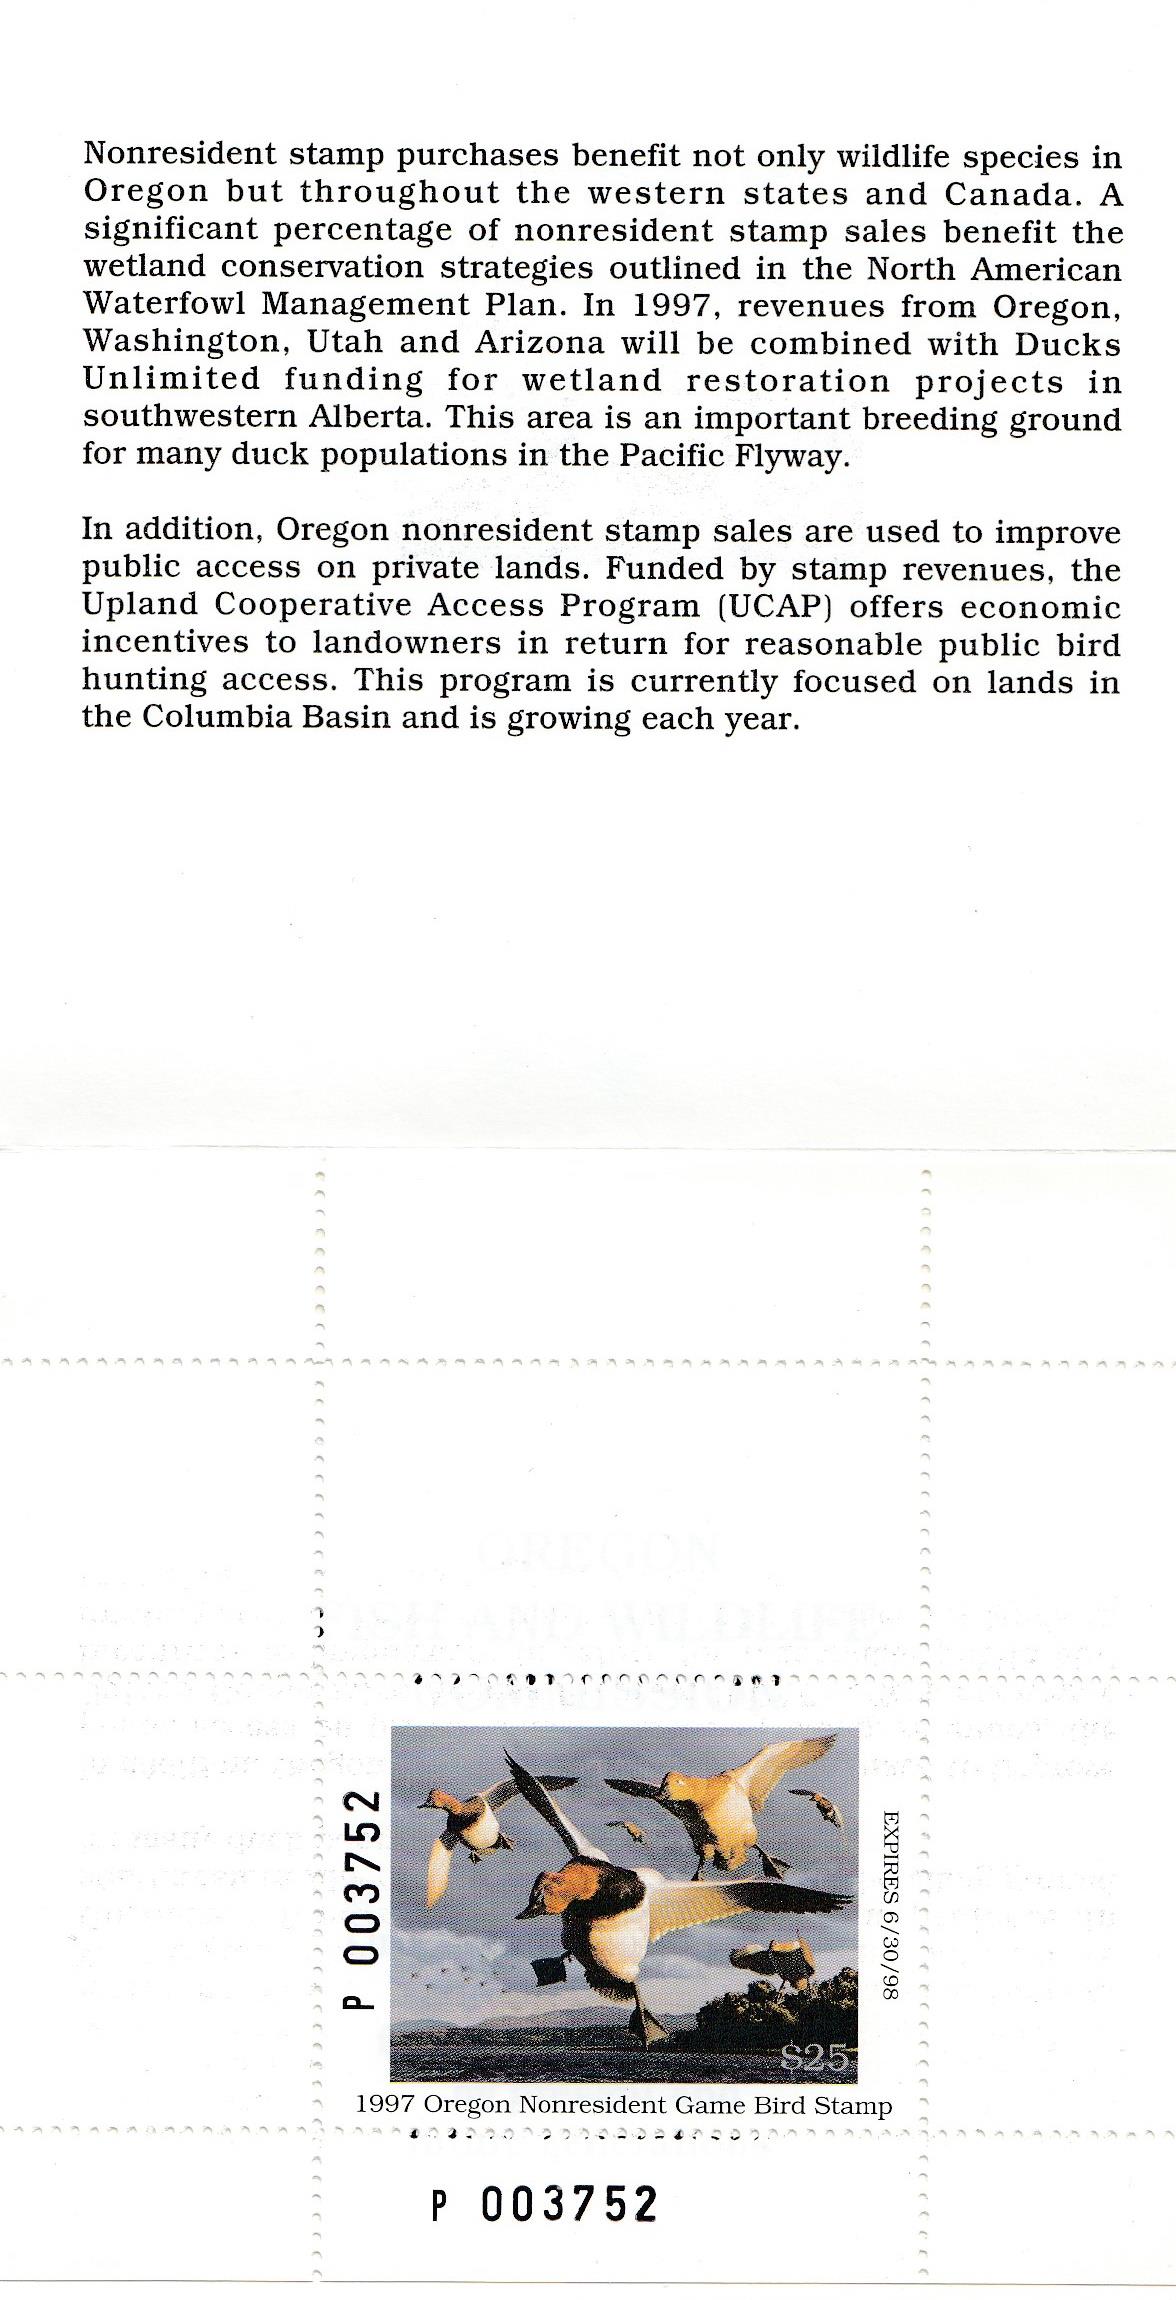 Nonresident stamp purchases benefit not only wildlife species in
Oregon but throughout the western states and Canada. A
significant percentage of nonresident stamp sales benefit the
wetland conservation strategies outlined in the North American
Waterfowl Management Plan. In 1997, revenues from Oregon,
Washington, Utah and Arizona will be combined with Ducks
Unlimited funding for wetland restoration projects in
southwestern Alberta. This area is an important breeding ground
for many duck populations in the Pacific Flyway.
In addition, Oregon nonresident stamp sales are used to improve
public access on private lands. Funded by stamp revenues, the
Upland Cooperative Access Program (UCAP) offers economic
incentives to landowners in return for reasonable public bird
hunting access. This program is currently focused on lands in
the Columbia Basin and is growing each year.
OREGON
FISH AND WILDLIFE
P 003752
EXPIRES 6/30/98
$25
1997 Oregon Nonresident Game Bird Stamp
P 003752